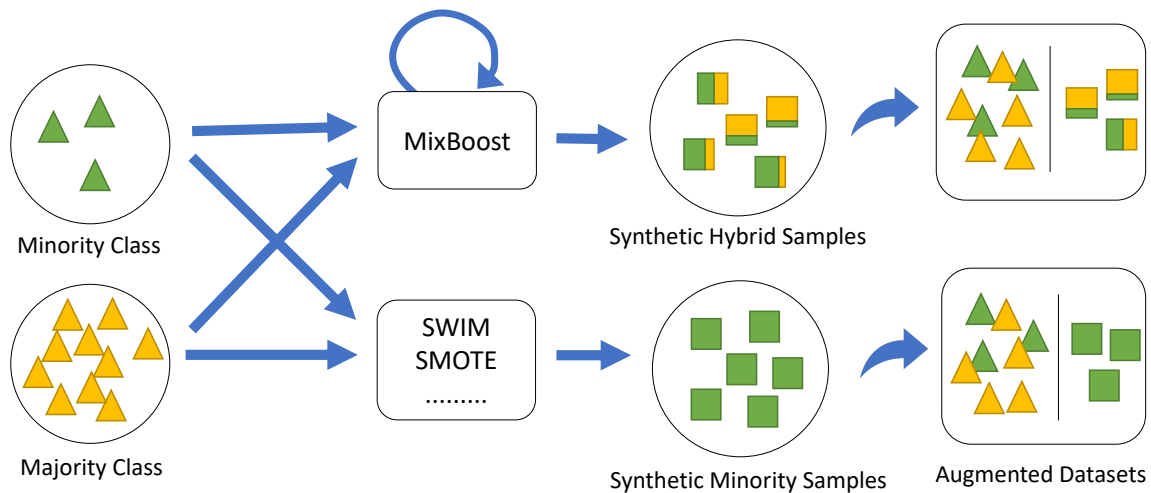 MixBoost
Minority Class
Synthetic Hybrid Samples
SWIM
SMOTE
.........
Majority Class
Synthetic Minority Samples
Augmented Datasets